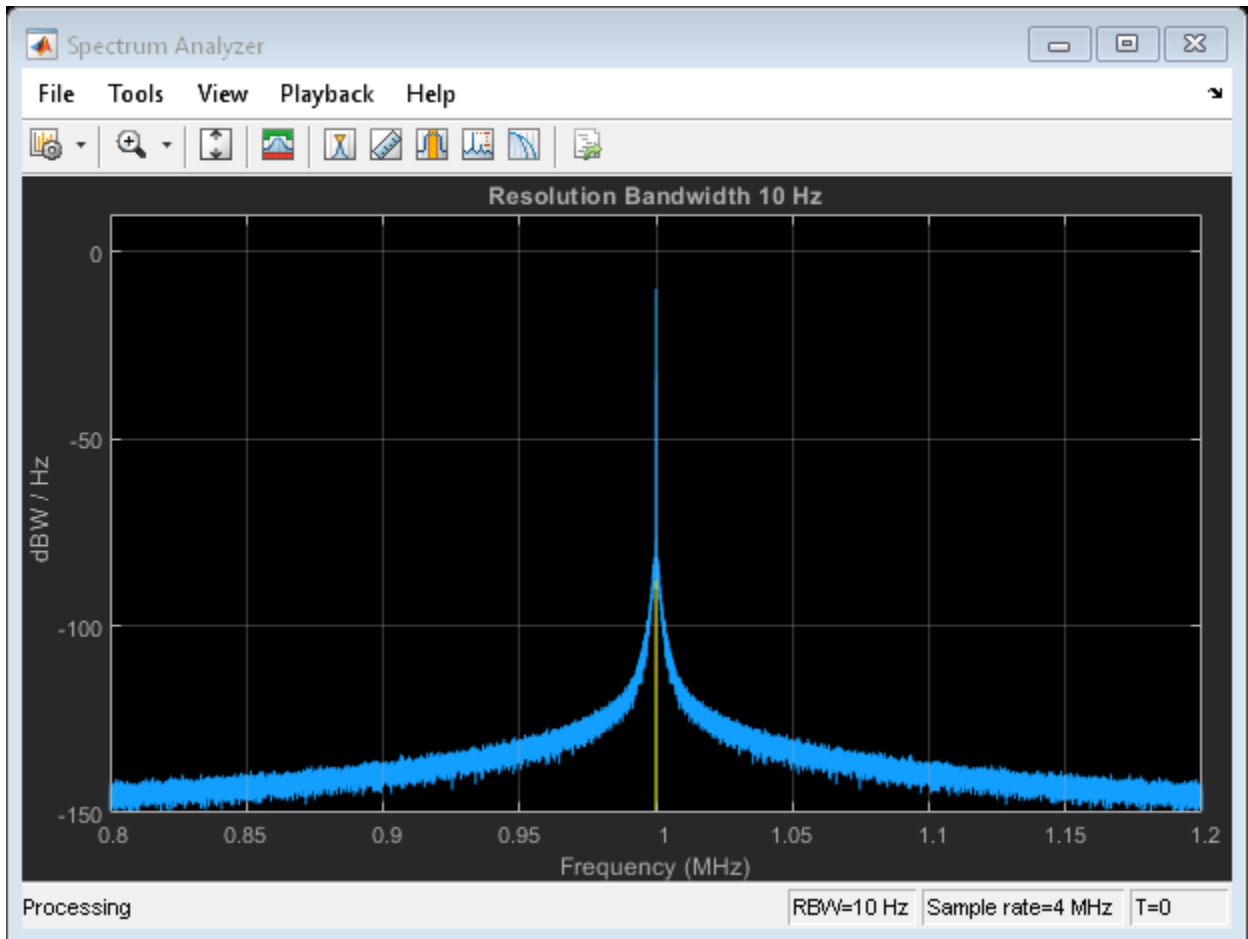 Spectrum Analyzer
File Tools View Playback Help
Resolution Bandwidth 10 Hz
0
-50
-100
-150
dBW / Hz
0.8 0.85 0.9 0.95 1 1.05 1.1 1.15 1.2
Frequency (MHz)
Processing RBW=10 Hz Sample rate=4 MHz T=0